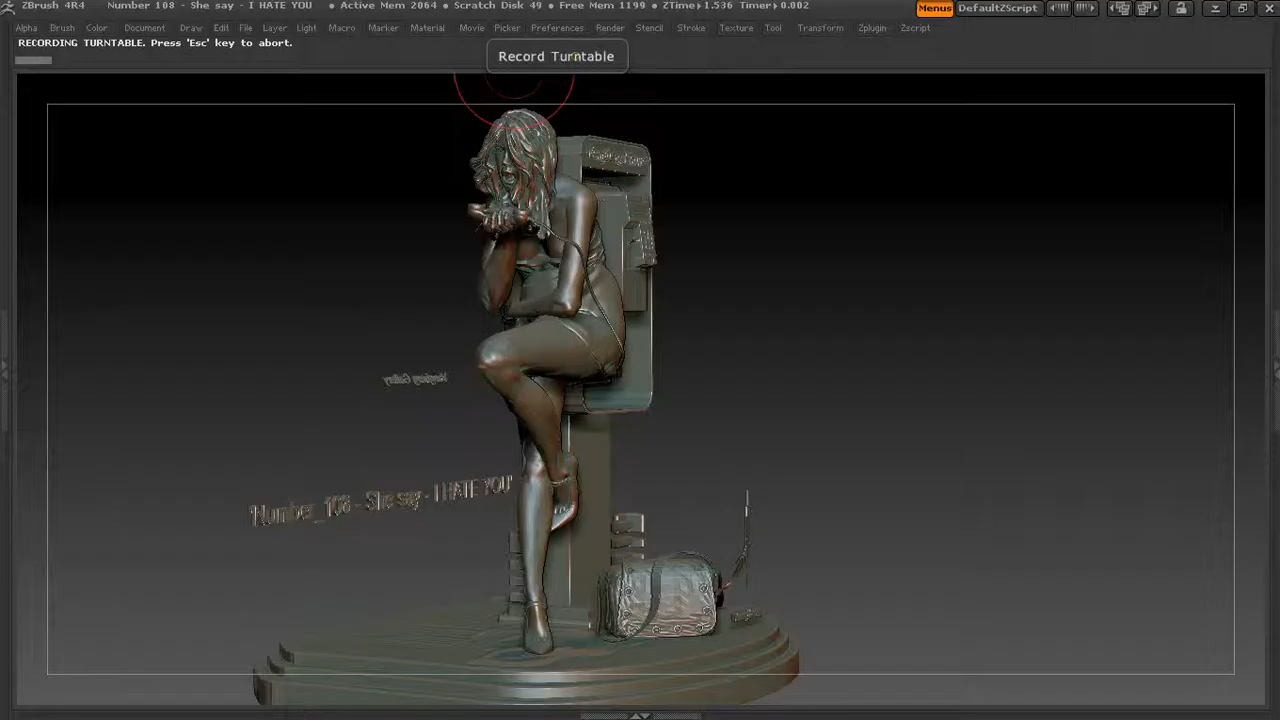 ZBrush 4R4 Number 108 - She say - I HATE YOU • Active Mem 2064 • Scratch Disk 49 • Free Mem 1199 • ZTime▸1.536 Timer▸0.002 Menus DefaultZScript
Alpha Brush Color Document Draw Edit File Layer Light Macro Marker Material Movie Picker Preferences Render Stencil Stroke Texture Tool Transform Zplugin Zscript
RECORDING TURNTABLE. Press 'Esc' key to abort.
Record Turntable
'Number_108 - She say - I HATE YOU'